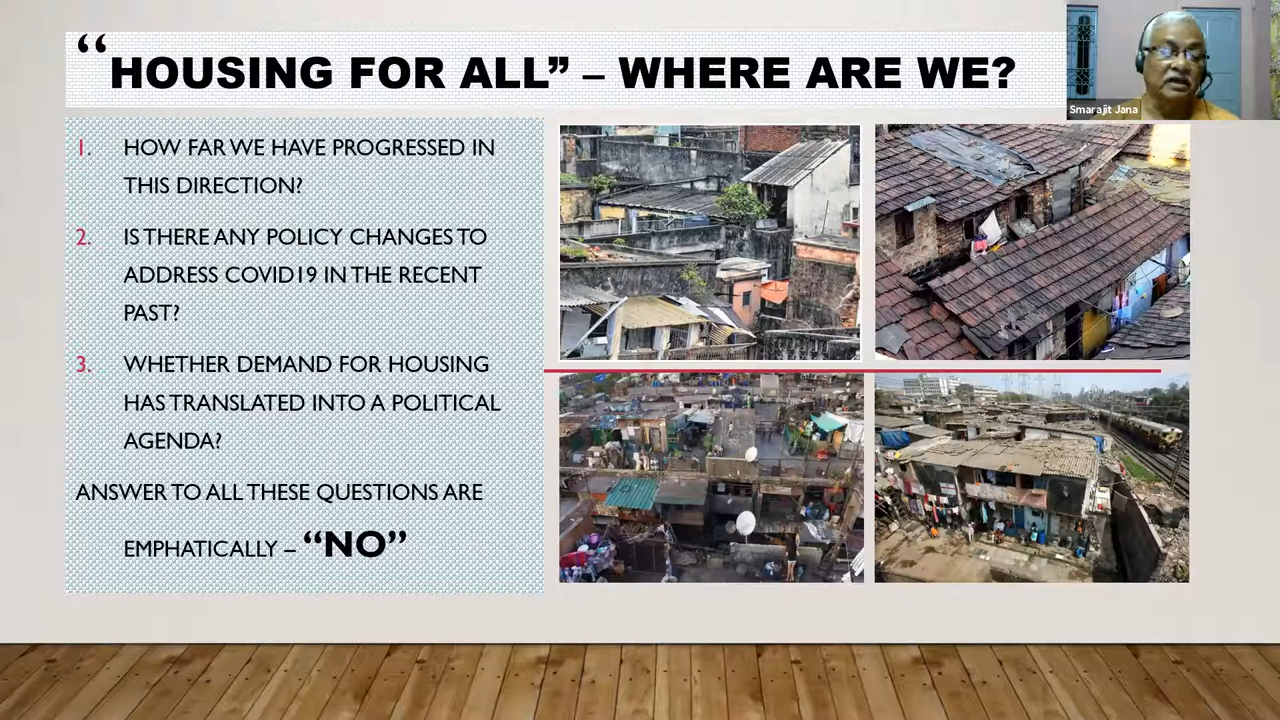 “HOUSING FOR ALL” – WHERE ARE WE?
Smarajit Jana
1. HOW FAR WE HAVE PROGRESSED IN
THIS DIRECTION?
2. IS THERE ANY POLICY CHANGES TO
ADDRESS COVID19 IN THE RECENT
PAST?
3. WHETHER DEMAND FOR HOUSING
HAS TRANSLATED INTO A POLITICAL
AGENDA?
ANSWER TO ALL THESE QUESTIONS ARE
EMPHATICALLY – “NO”